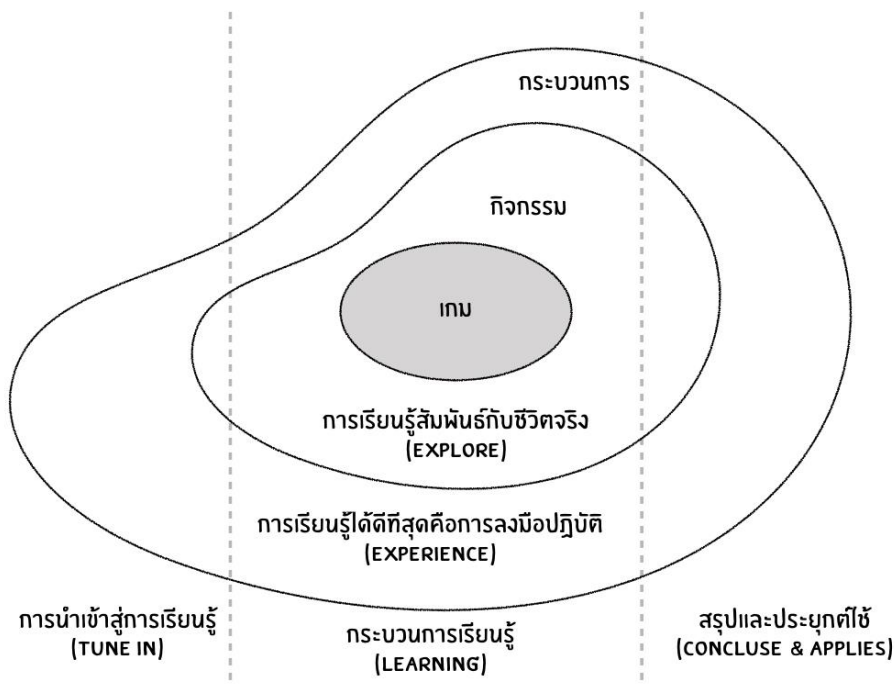 กระบวนการ
กิจกรรม
เกม
การเรียนรู้สัมพันธ์กับชีวิตจริง
(EXPLORE)
การเรียนรู้ได้ดีที่สุดคือการลงมือปฏิบัติ
(EXPERIENCE)
การนำเข้าสู่การเรียนรู้
(TUNE IN)
กระบวนการเรียนรู้
(LEARNING)
สรุปและประยุกต์ใช้
(CONCLUSE & APPLIES)